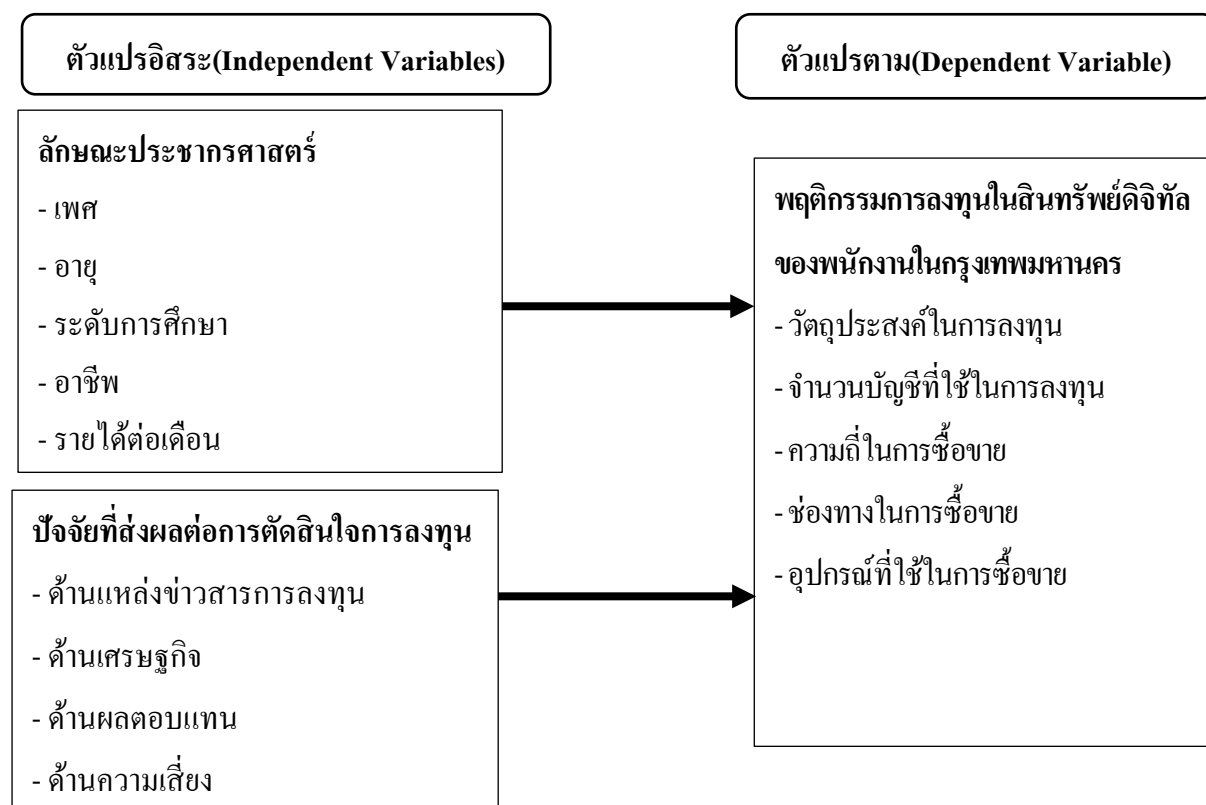 ตัวแปรอิสระ(Independent Variables)
ตัวแปรตาม(Dependent Variable)
ลักษณะประชากรศาสตร์
- เพศ
- อายุ
- ระดับการศึกษา
- อาชีพ
- รายได้ต่อเดือน
ปัจจัยที่ส่งผลต่อการตัดสินใจการลงทุน
- ด้านแหล่งข่าวสารการลงทุน
- ด้านเศรษฐกิจ
- ด้านผลตอบแทน
- ด้านความเสี่ยง
พฤติกรรมการลงทุนในสินทรัพย์ดิจิทัล
ของพนักงานในกรุงเทพมหานคร
- วัตถุประสงค์ในการลงทุน
- จำนวนบัญชีที่ใช้ในการลงทุน
- ความถี่ในการซื้อขาย
- ช่องทางในการซื้อขาย
- อุปกรณ์ที่ใช้ในการซื้อขาย